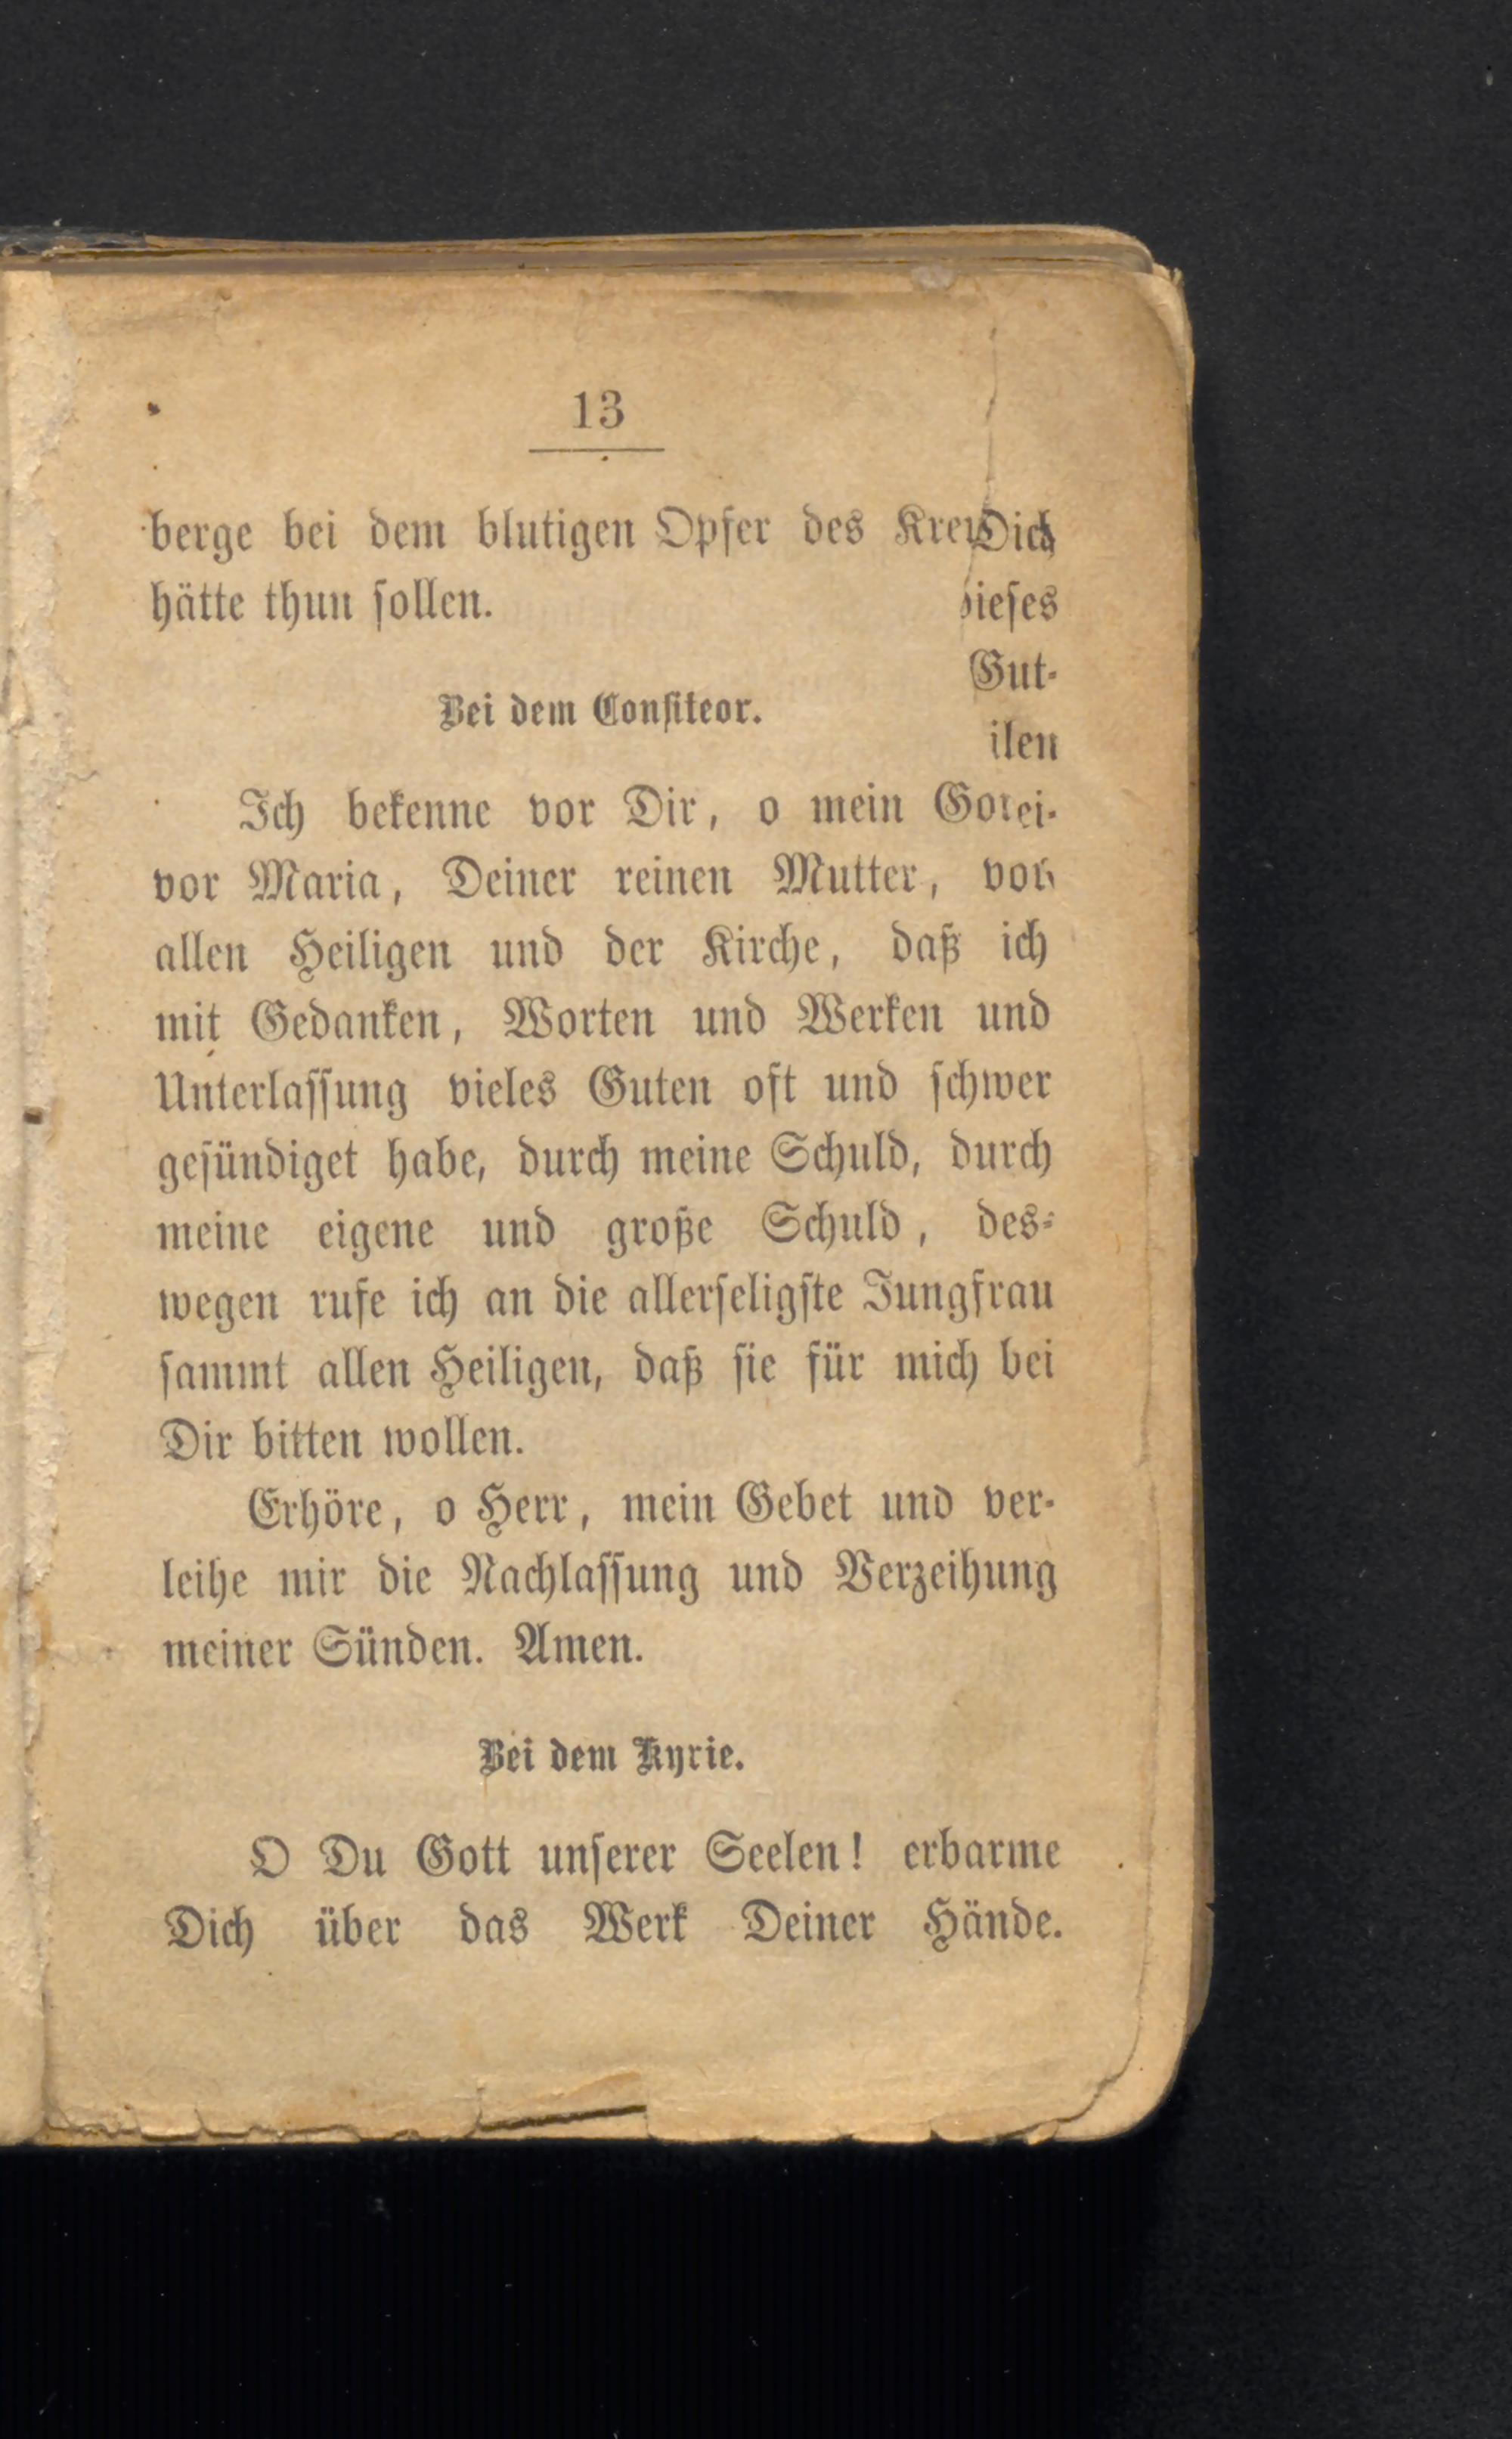 13
berge bei dem blutigen Opfer des Dich
hätte thun sollen. dieses
Gut-
Bei dem Confiteor.
ilen
Ich bekenne vor Dir, o mein
vor Maria, Deiner reinen Mutter, vor
allen Heiligen und der Kirche, daß ich
mit Gedanken, Worten und Werken und
Unterlassung vieles Guten oft und schwer
gesündiget habe, durch meine Schuld, durch
meine eigene und große Schuld, des-
wegen rufe ich an die allerseligste Jungfrau
sammt allen Heiligen, daß sie für mich bei
Dir bitten wollen.
Erhöre, o Herr, mein Gebet und ver-
leihe mir die Nachlassung und Verzeihung
meiner Sünden. Amen.
Bei dem Kyrie.
O Du Gott unserer Seelen! erbarme
Dich über das Werk Deiner Hände.